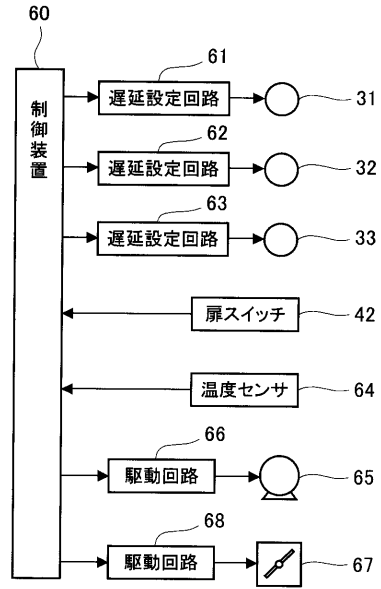 60
制御装置
61
遅延設定回路
31
62
遅延設定回路
32
63
遅延設定回路
33
扉スイッチ
42
温度センサ
64
66
駆動回路
65
68
駆動回路
67